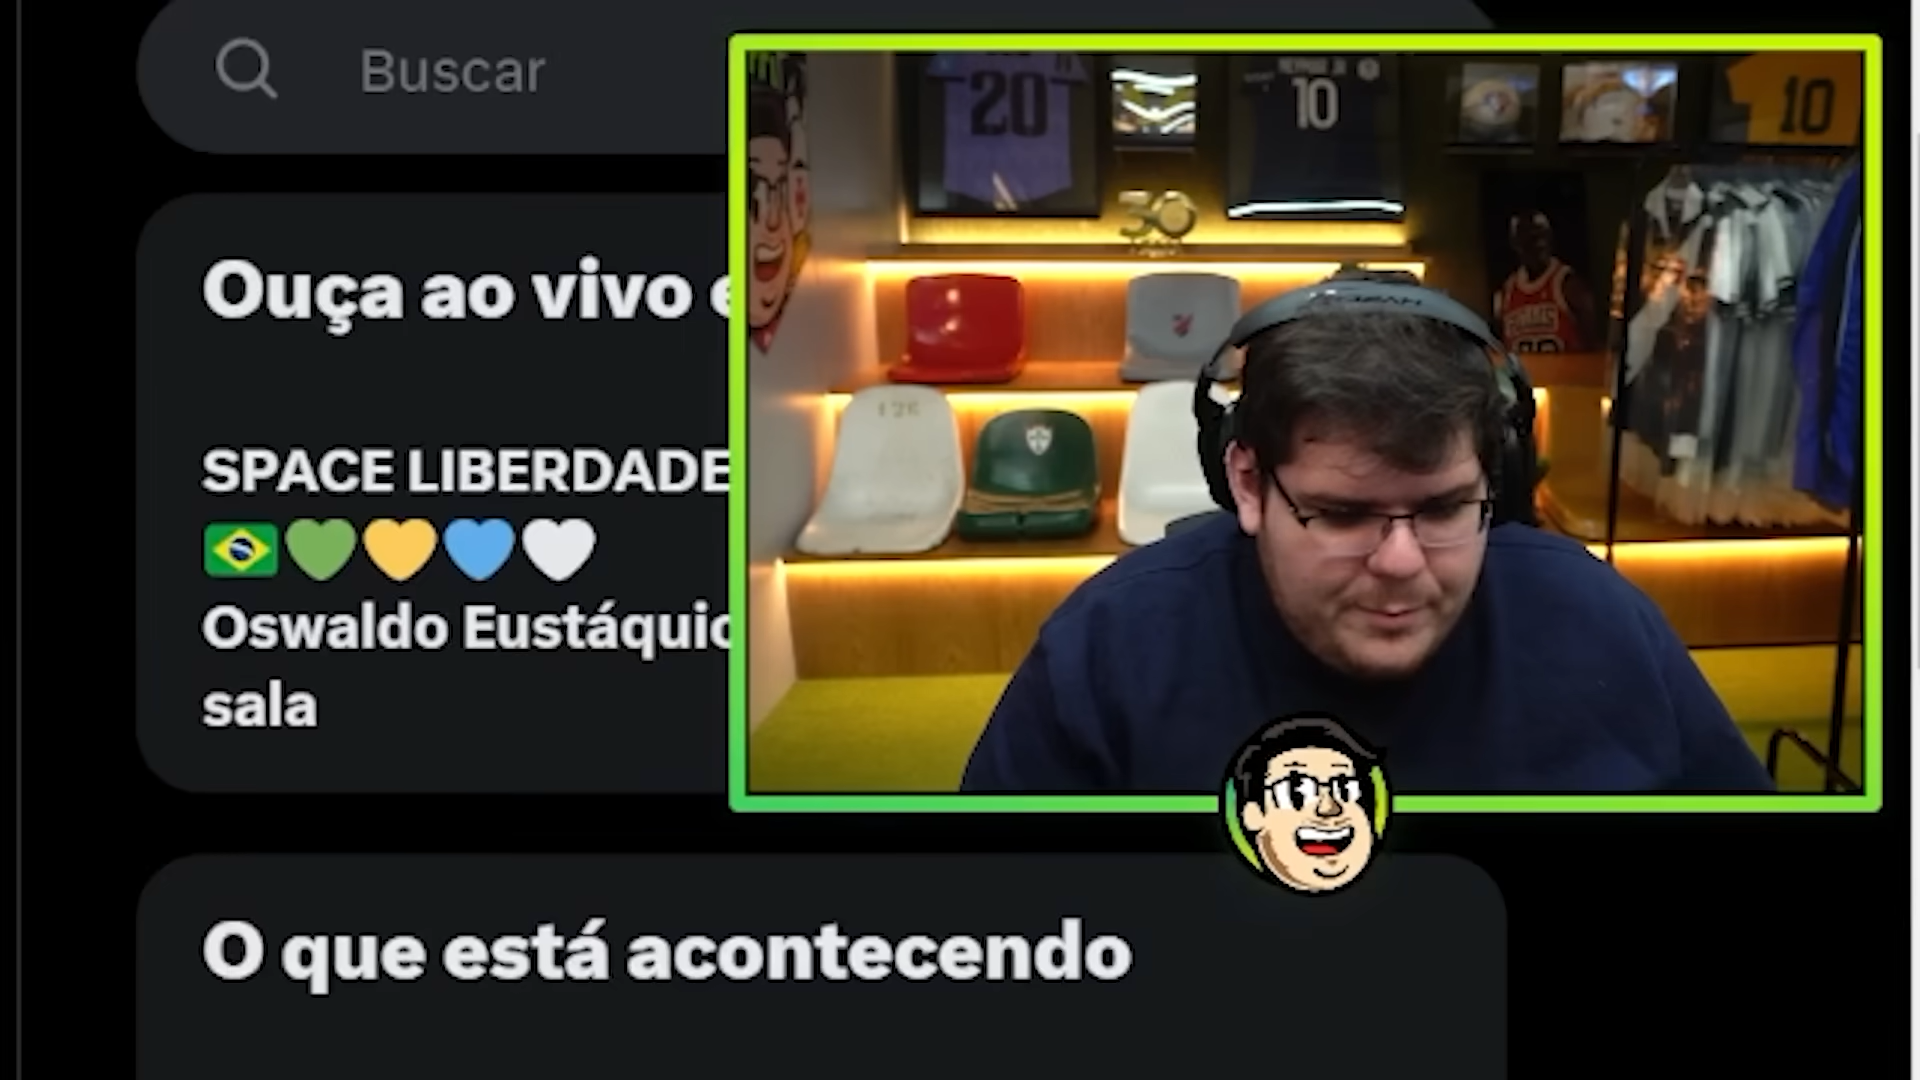 Buscar
Ouça ao vivo
SPACE LIBERDADE
Oswaldo Eustáquio
sala
O que está acontecendo
20
10
10
30